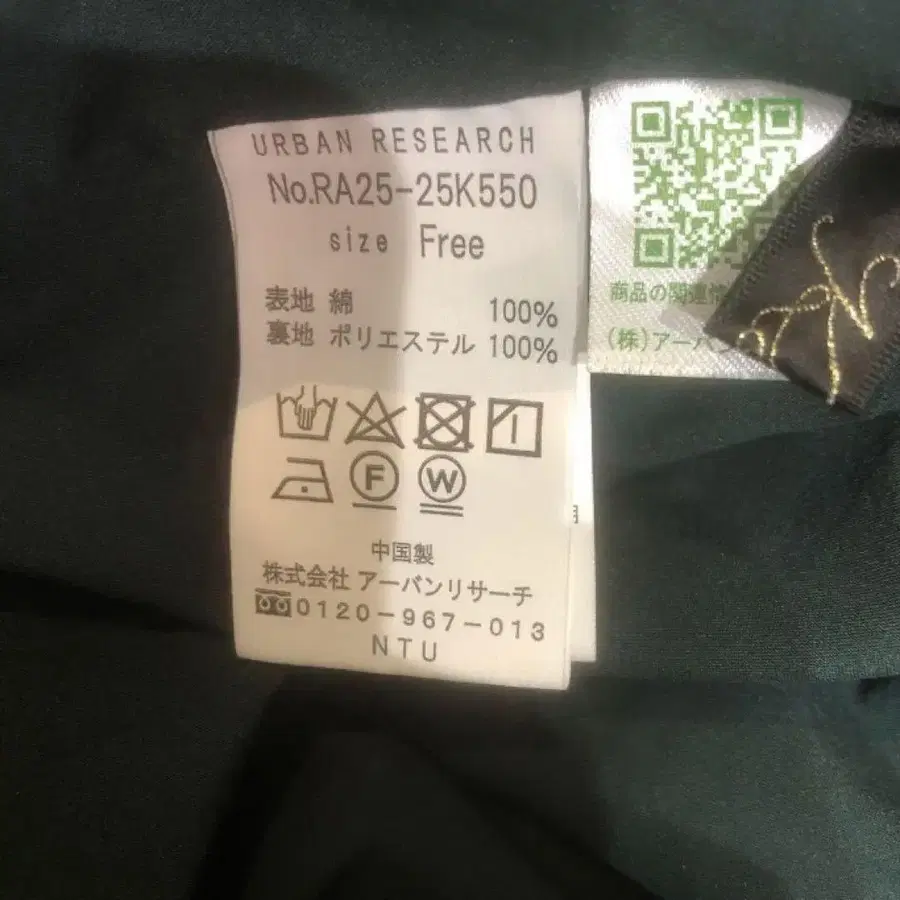 URBAN RESEARCH
No.RA25-25K550
size Free
表地 綿 100%
裏地 ポリエステル 100%
F W
中国製
株式会社 アーバンリサーチ
0120-967-013
NTU
商品の関連情
(株)アーバン